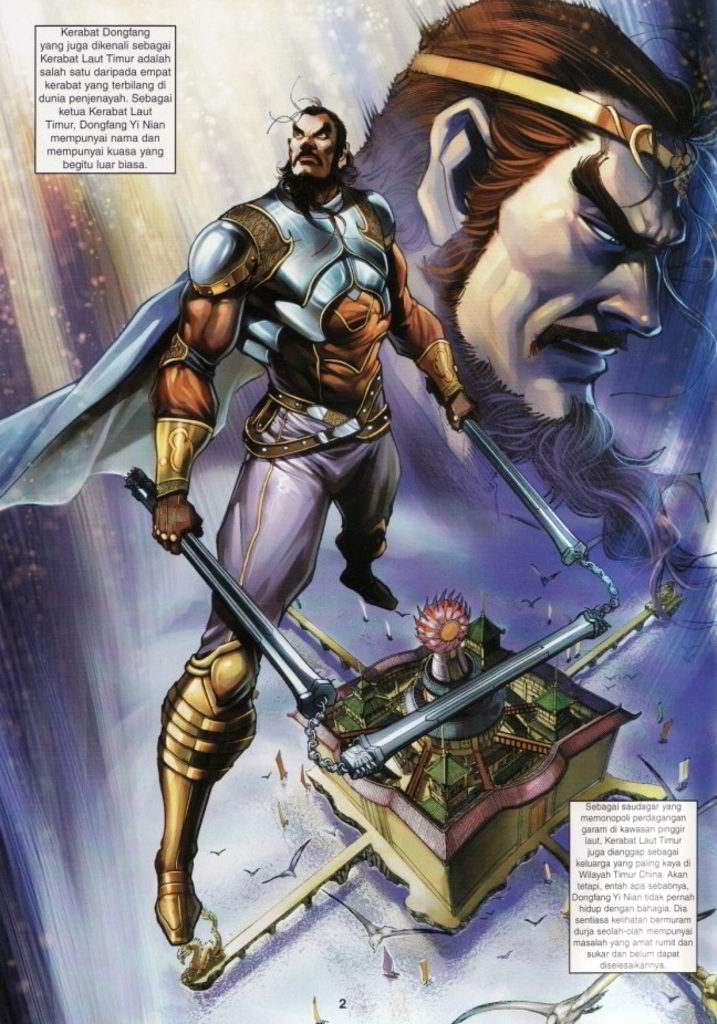 Kerabat Dongfang
yang juga dikenali sebagai
Kerabat Laut Timur adalah
salah satu daripada empat
kerabat yang terbilang di
dunia penjenayah. Sebagai
ketua Kerabat Laut
Timur, Dongfang Yi Nian
mempunyai nama dan
mempunyai kuasa yang
begitu luar biasa.
Sebagai saudagar yang
memonopoli perdagangan
garam di kawasan pinggir
laut, Kerabat Laut Timur
juga dianggap sebagai
keluarga yang paling kaya di
Wilayah Timur China. Akan
tetapi, entah apa sebabnya,
Dongfang Yi Nian tidak pernah
hidup dengan bahagia. Dia
sentiasa kelihatan bermuram
durja seolah-olah mempunyai
masalah yang amat rumit dan
sukar dan belum dapat
diselesaikannya.
2